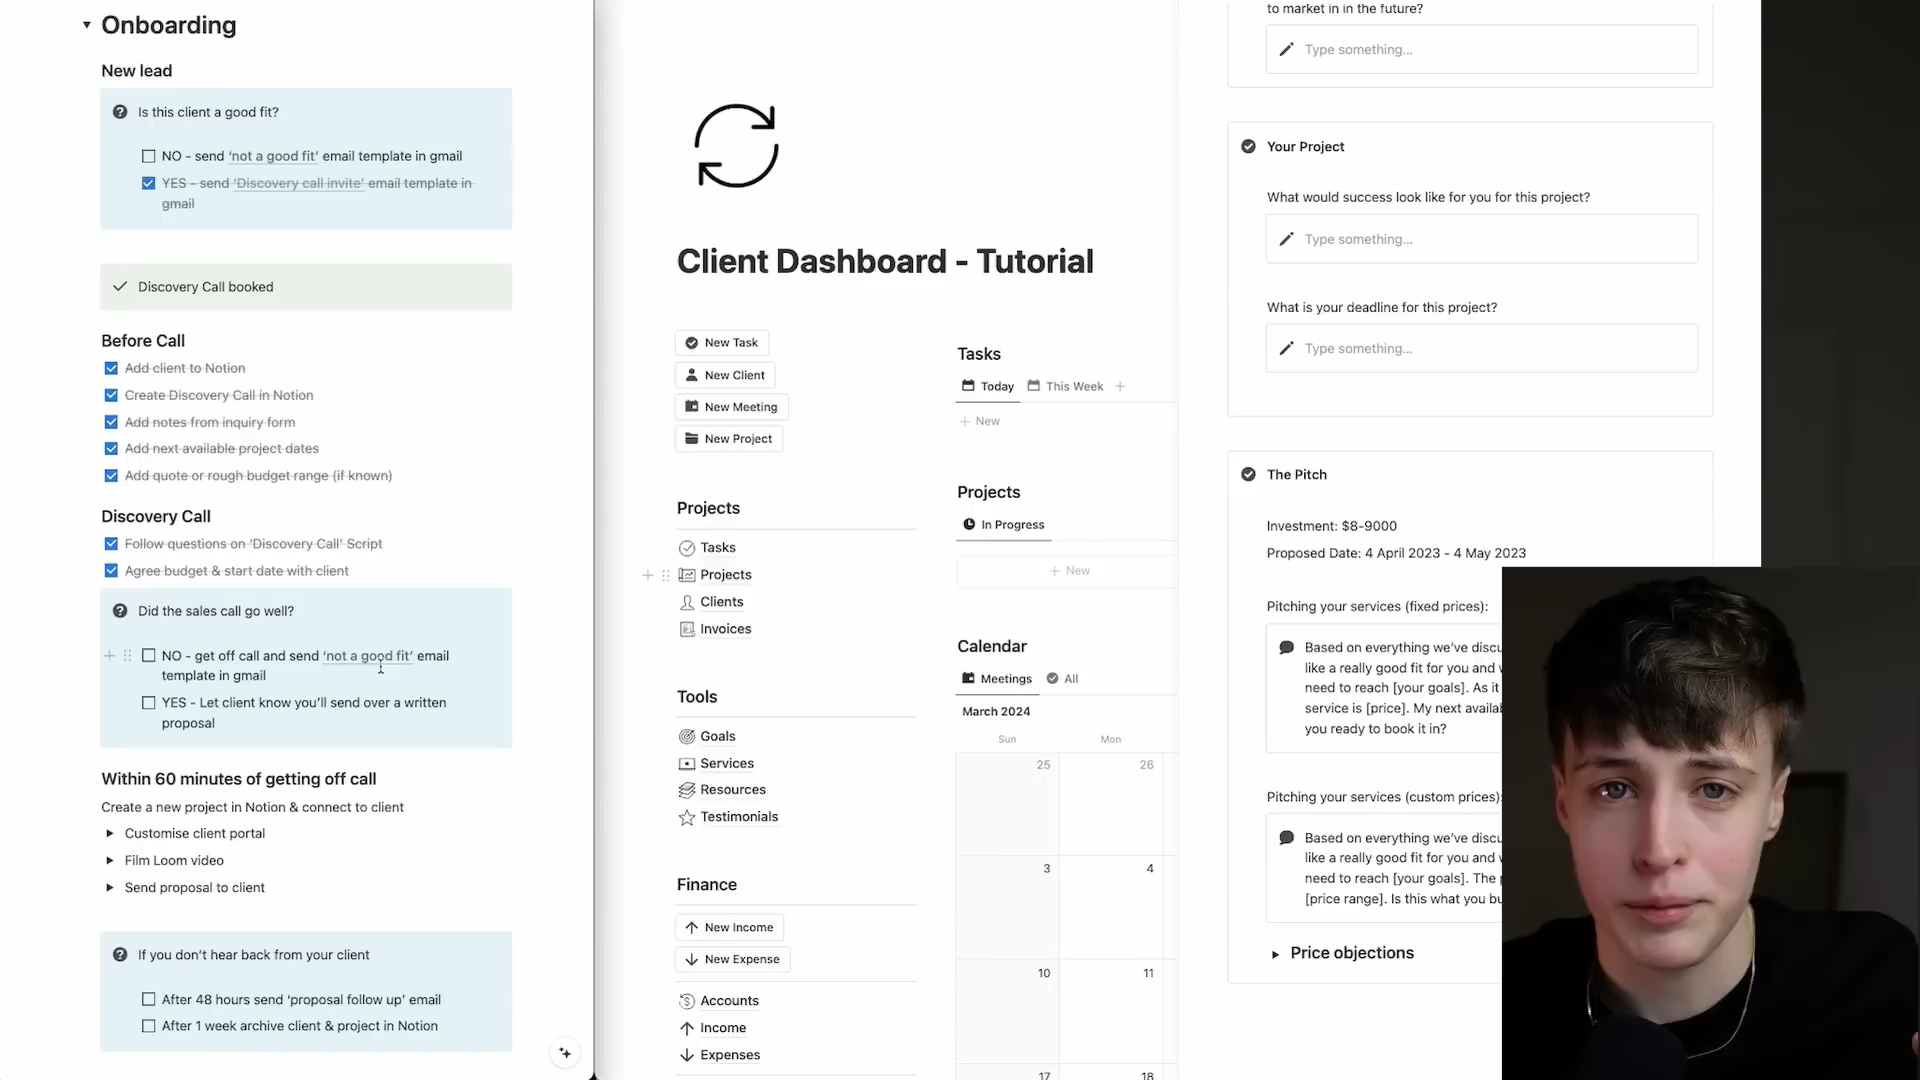 Onboarding
New lead
Is this client a good fit?
NO - send ‘not a good fit’ email template in gmail
YES - send ‘Discovery call invite’ email template in
gmail
Discovery Call booked
Before Call
Add client to Notion
Create Discovery Call in Notion
Add notes from inquiry form
Add next available project dates
Add quote or rough budget range (if known)
Discovery Call
Follow questions on ‘Discovery Call’ Script
Agree budget & start date with client
Did the sales call go well?
NO - get off call and send ‘not a good fit’ email
template in gmail
YES - Let client know you’ll send over a written
proposal
Within 60 minutes of getting off call
Create a new project in Notion & connect to client
Customise client portal
Film Loom video
Send proposal to client
If you don’t hear back from your client
After 48 hours send ‘proposal follow up’ email
After 1 week archive client & project in Notion
Client Dashboard - Tutorial
New Task
New Client
New Meeting
New Project
Projects
Tasks
Projects
Clients
Invoices
Tools
Goals
Services
Resources
Testimonials
Finance
New Income
New Expense
Accounts
Income
Expenses
Tasks
Today This Week
New
Projects
In Progress
New
Calendar
Meetings All
March 2024
Sun Mon
25 26
3 4
10 11
17 18
to market in in the future?
Type something...
Your Project
What would success look like for you for this project?
Type something...
What is your deadline for this project?
Type something...
The Pitch
Investment: $8-9000
Proposed Date: 4 April 2023 - 4 May 2023
Pitching your services (fixed prices):
Based on everything we’ve discu
like a really good fit for you and
need to reach [your goals]. As it
service is [price]. My next availa
you ready to book it in?
Pitching your services (custom prices):
Based on everything we’ve discu
like a really good fit for you and
need to reach [your goals]. The
[price range]. Is this what you bu
Price objections